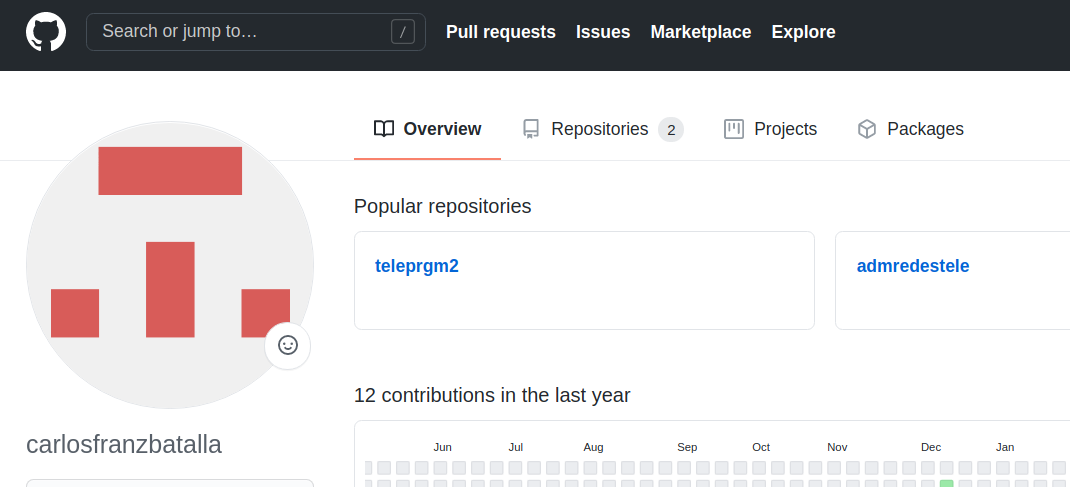 Search or jump to… /
Pull requests Issues Marketplace Explore
Overview Repositories 2 Projects Packages
Popular repositories
teleprgm2
admredestele
12 contributions in the last year
Jun Jul Aug Sep Oct Nov Dec Jan
carlosfranzbatalla